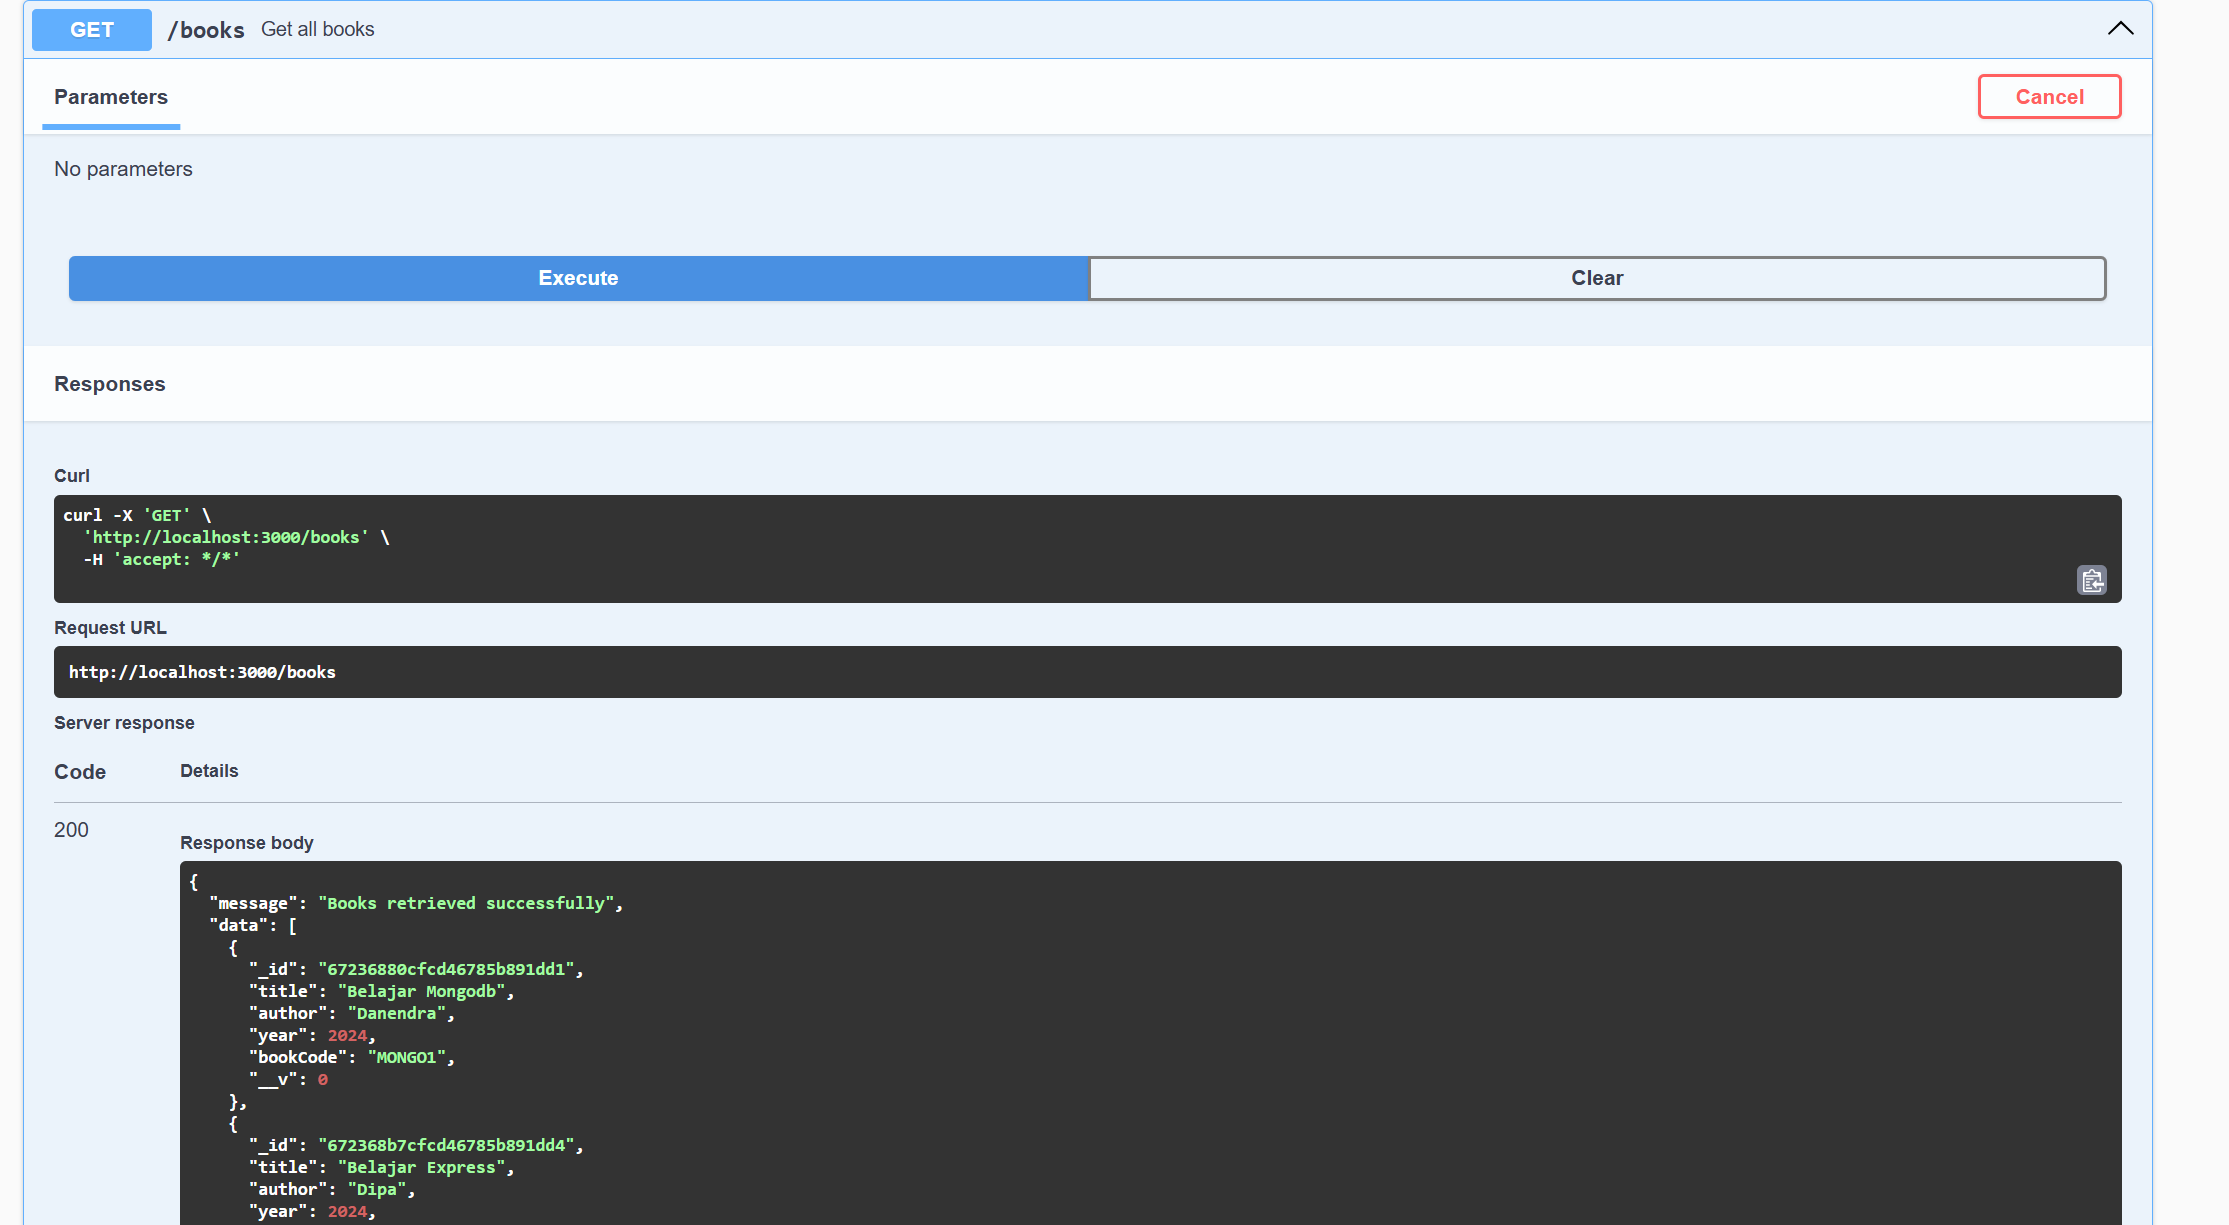 GET /books Get all books
Parameters
Cancel
No parameters
Execute
Clear
Responses
Curl
curl -X 'GET' \
  'http://localhost:3000/books' \
  -H 'accept: */*'
Request URL
http://localhost:3000/books
Server response
Code Details
200
Response body
{
  "message": "Books retrieved successfully",
  "data": [
    {
      "_id": "67236880cfcd46785b891dd1",
      "title": "Belajar Mongodb",
      "author": "Danendra",
      "year": 2024,
      "bookCode": "MONGO1",
      "__v": 0
    },
    {
      "_id": "672368b7cfcd46785b891dd4",
      "title": "Belajar Express",
      "author": "Dipa",
      "year": 2024,